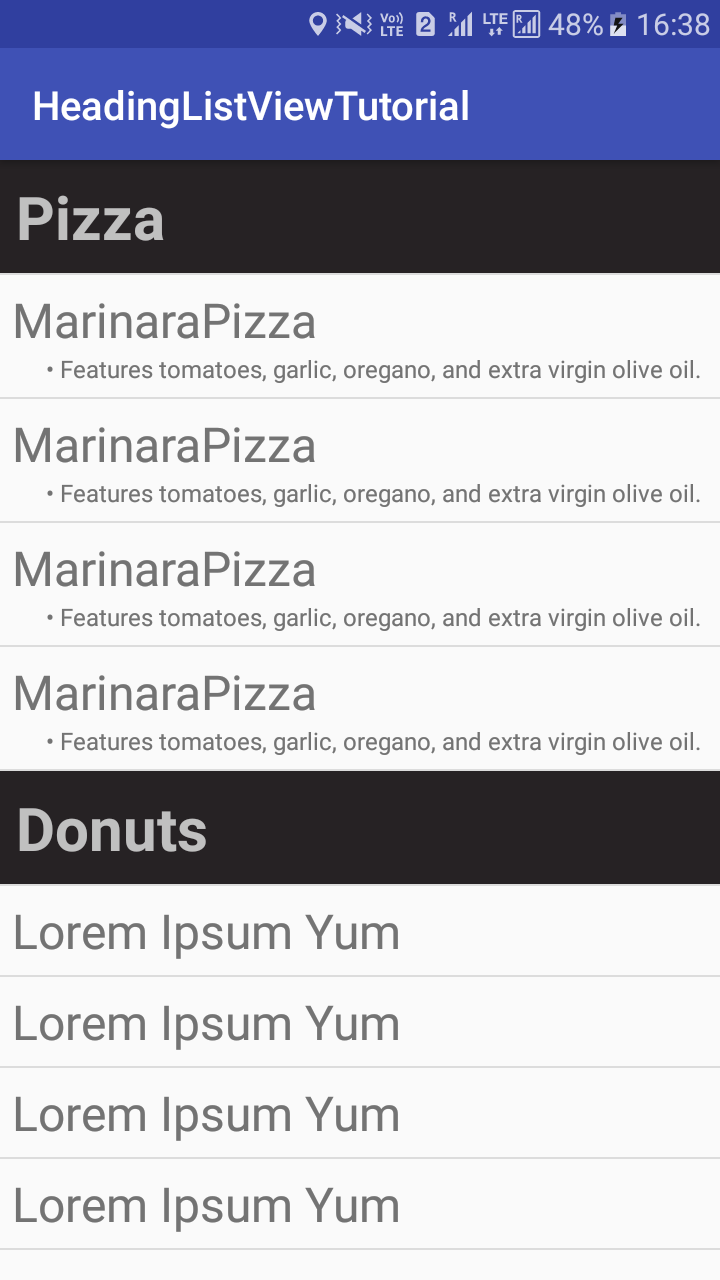 Vo)) LTE 2 R LTE R 48% 16:38
HeadingListViewTutorial
Pizza
MarinaraPizza
• Features tomatoes, garlic, oregano, and extra virgin olive oil.
MarinaraPizza
• Features tomatoes, garlic, oregano, and extra virgin olive oil.
MarinaraPizza
• Features tomatoes, garlic, oregano, and extra virgin olive oil.
MarinaraPizza
• Features tomatoes, garlic, oregano, and extra virgin olive oil.
Donuts
Lorem Ipsum Yum
Lorem Ipsum Yum
Lorem Ipsum Yum
Lorem Ipsum Yum